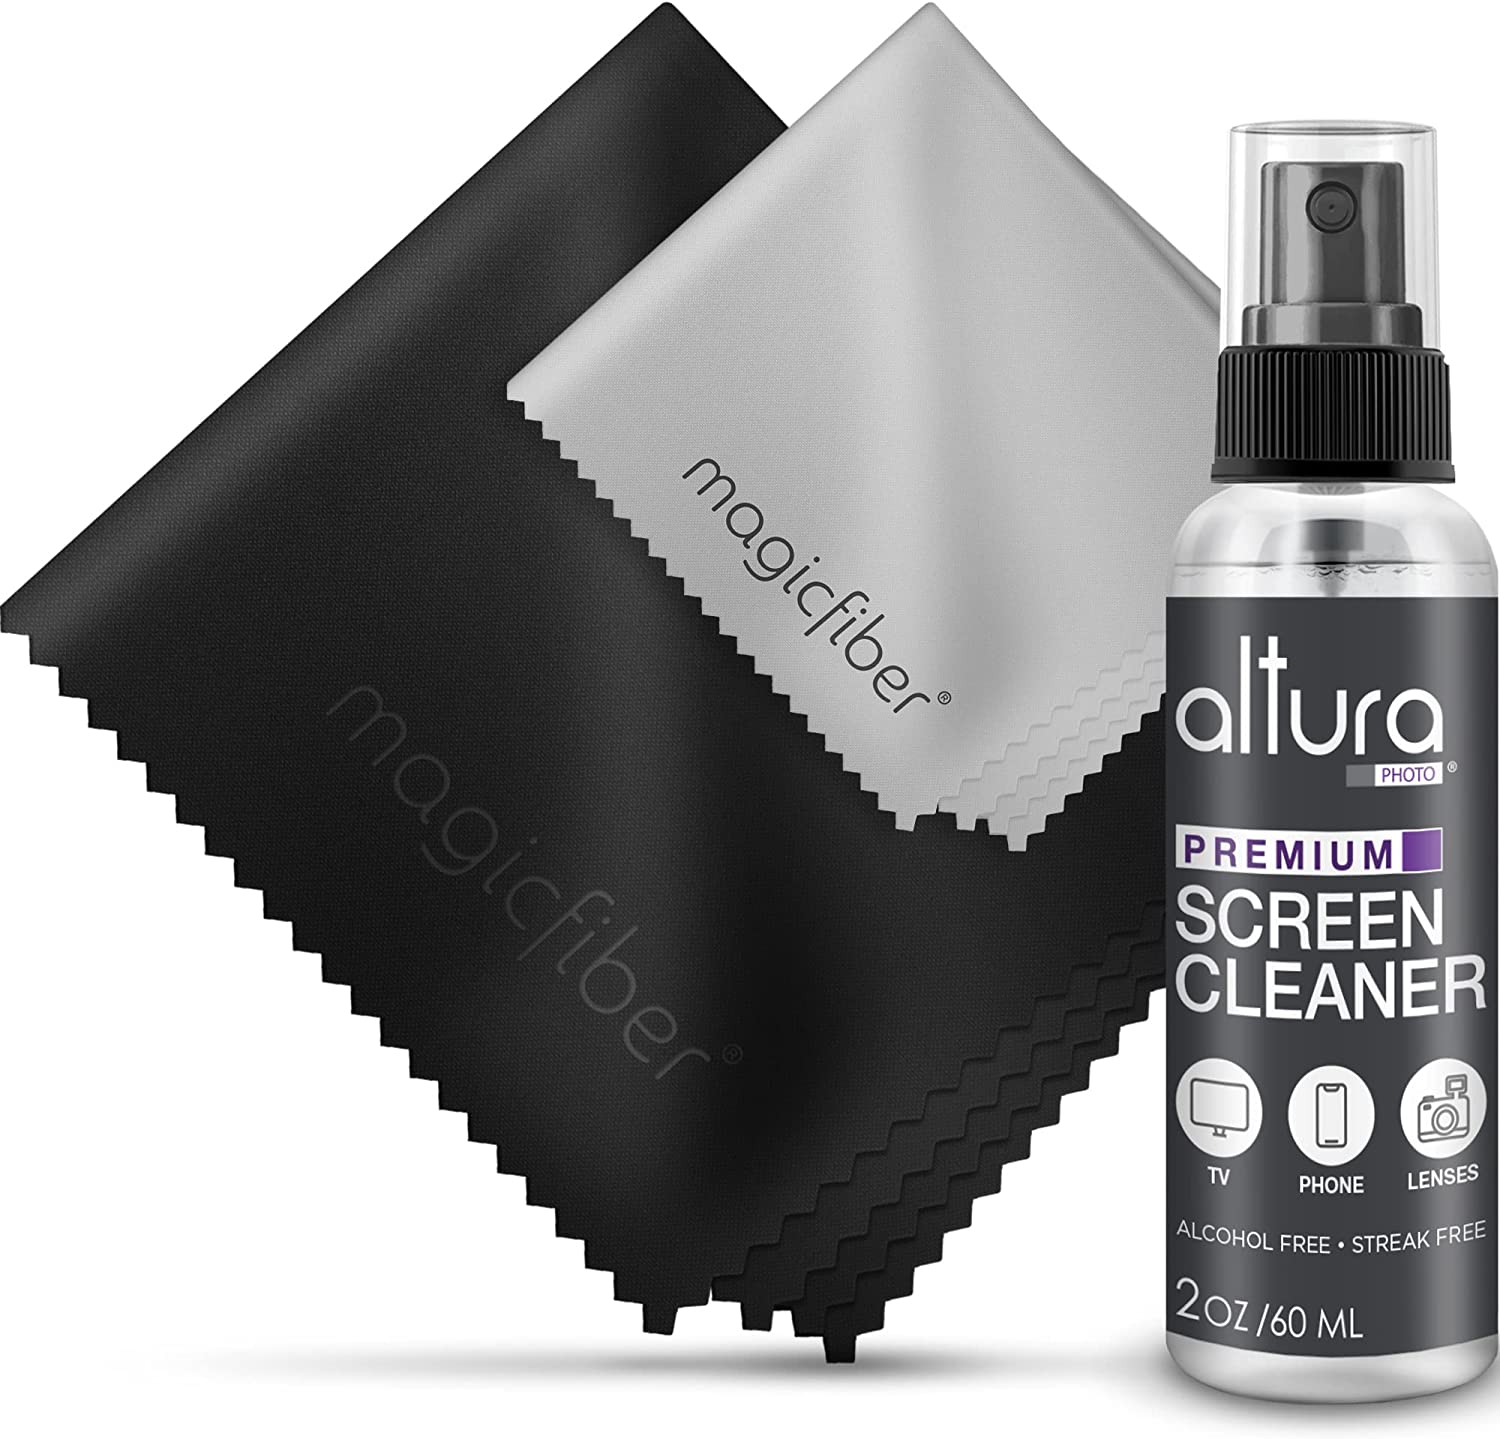 magicfiber®
magicfiber®
altura
PHOTO®
PREMIUM
SCREEN
CLEANER
TV
PHONE
LENSES
ALCOHOL FREE • STREAK FREE
2 OZ / 60 ML